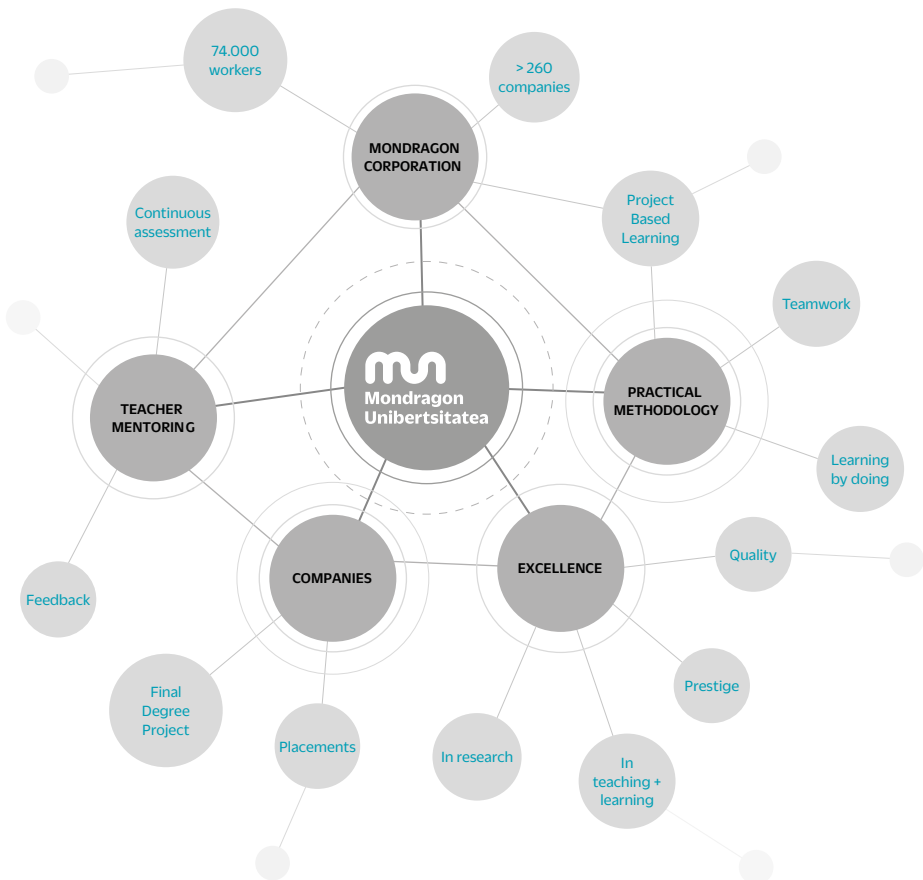 74.000
workers
> 260
companies
MONDRAGON
CORPORATION
Continuous
assessment
Project
Based
Learning
Teamwork
mun
Mondragon
Unibertsitatea
TEACHER
MENTORING
PRACTICAL
METHODOLOGY
Learning
by doing
COMPANIES
EXCELLENCE
Quality
Feedback
Final
Degree
Project
Placements
In research
In
teaching +
learning
Prestige